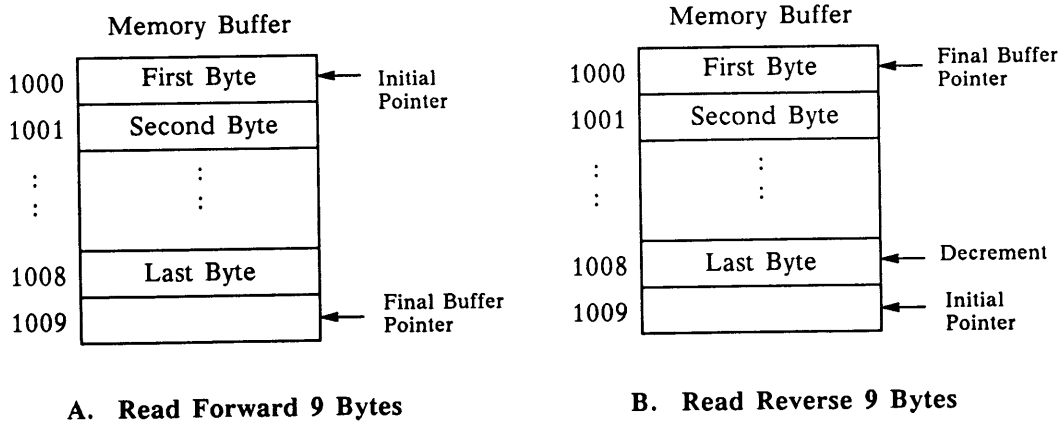 Memory Buffer
1000 First Byte Initial
Pointer
1001 Second Byte
: :
: :
1008 Last Byte
1009 Final Buffer
Pointer
A. Read Forward 9 Bytes
Memory Buffer
1000 First Byte Final Buffer
Pointer
1001 Second Byte
: :
: :
1008 Last Byte Decrement
1009 Initial
Pointer
B. Read Reverse 9 Bytes